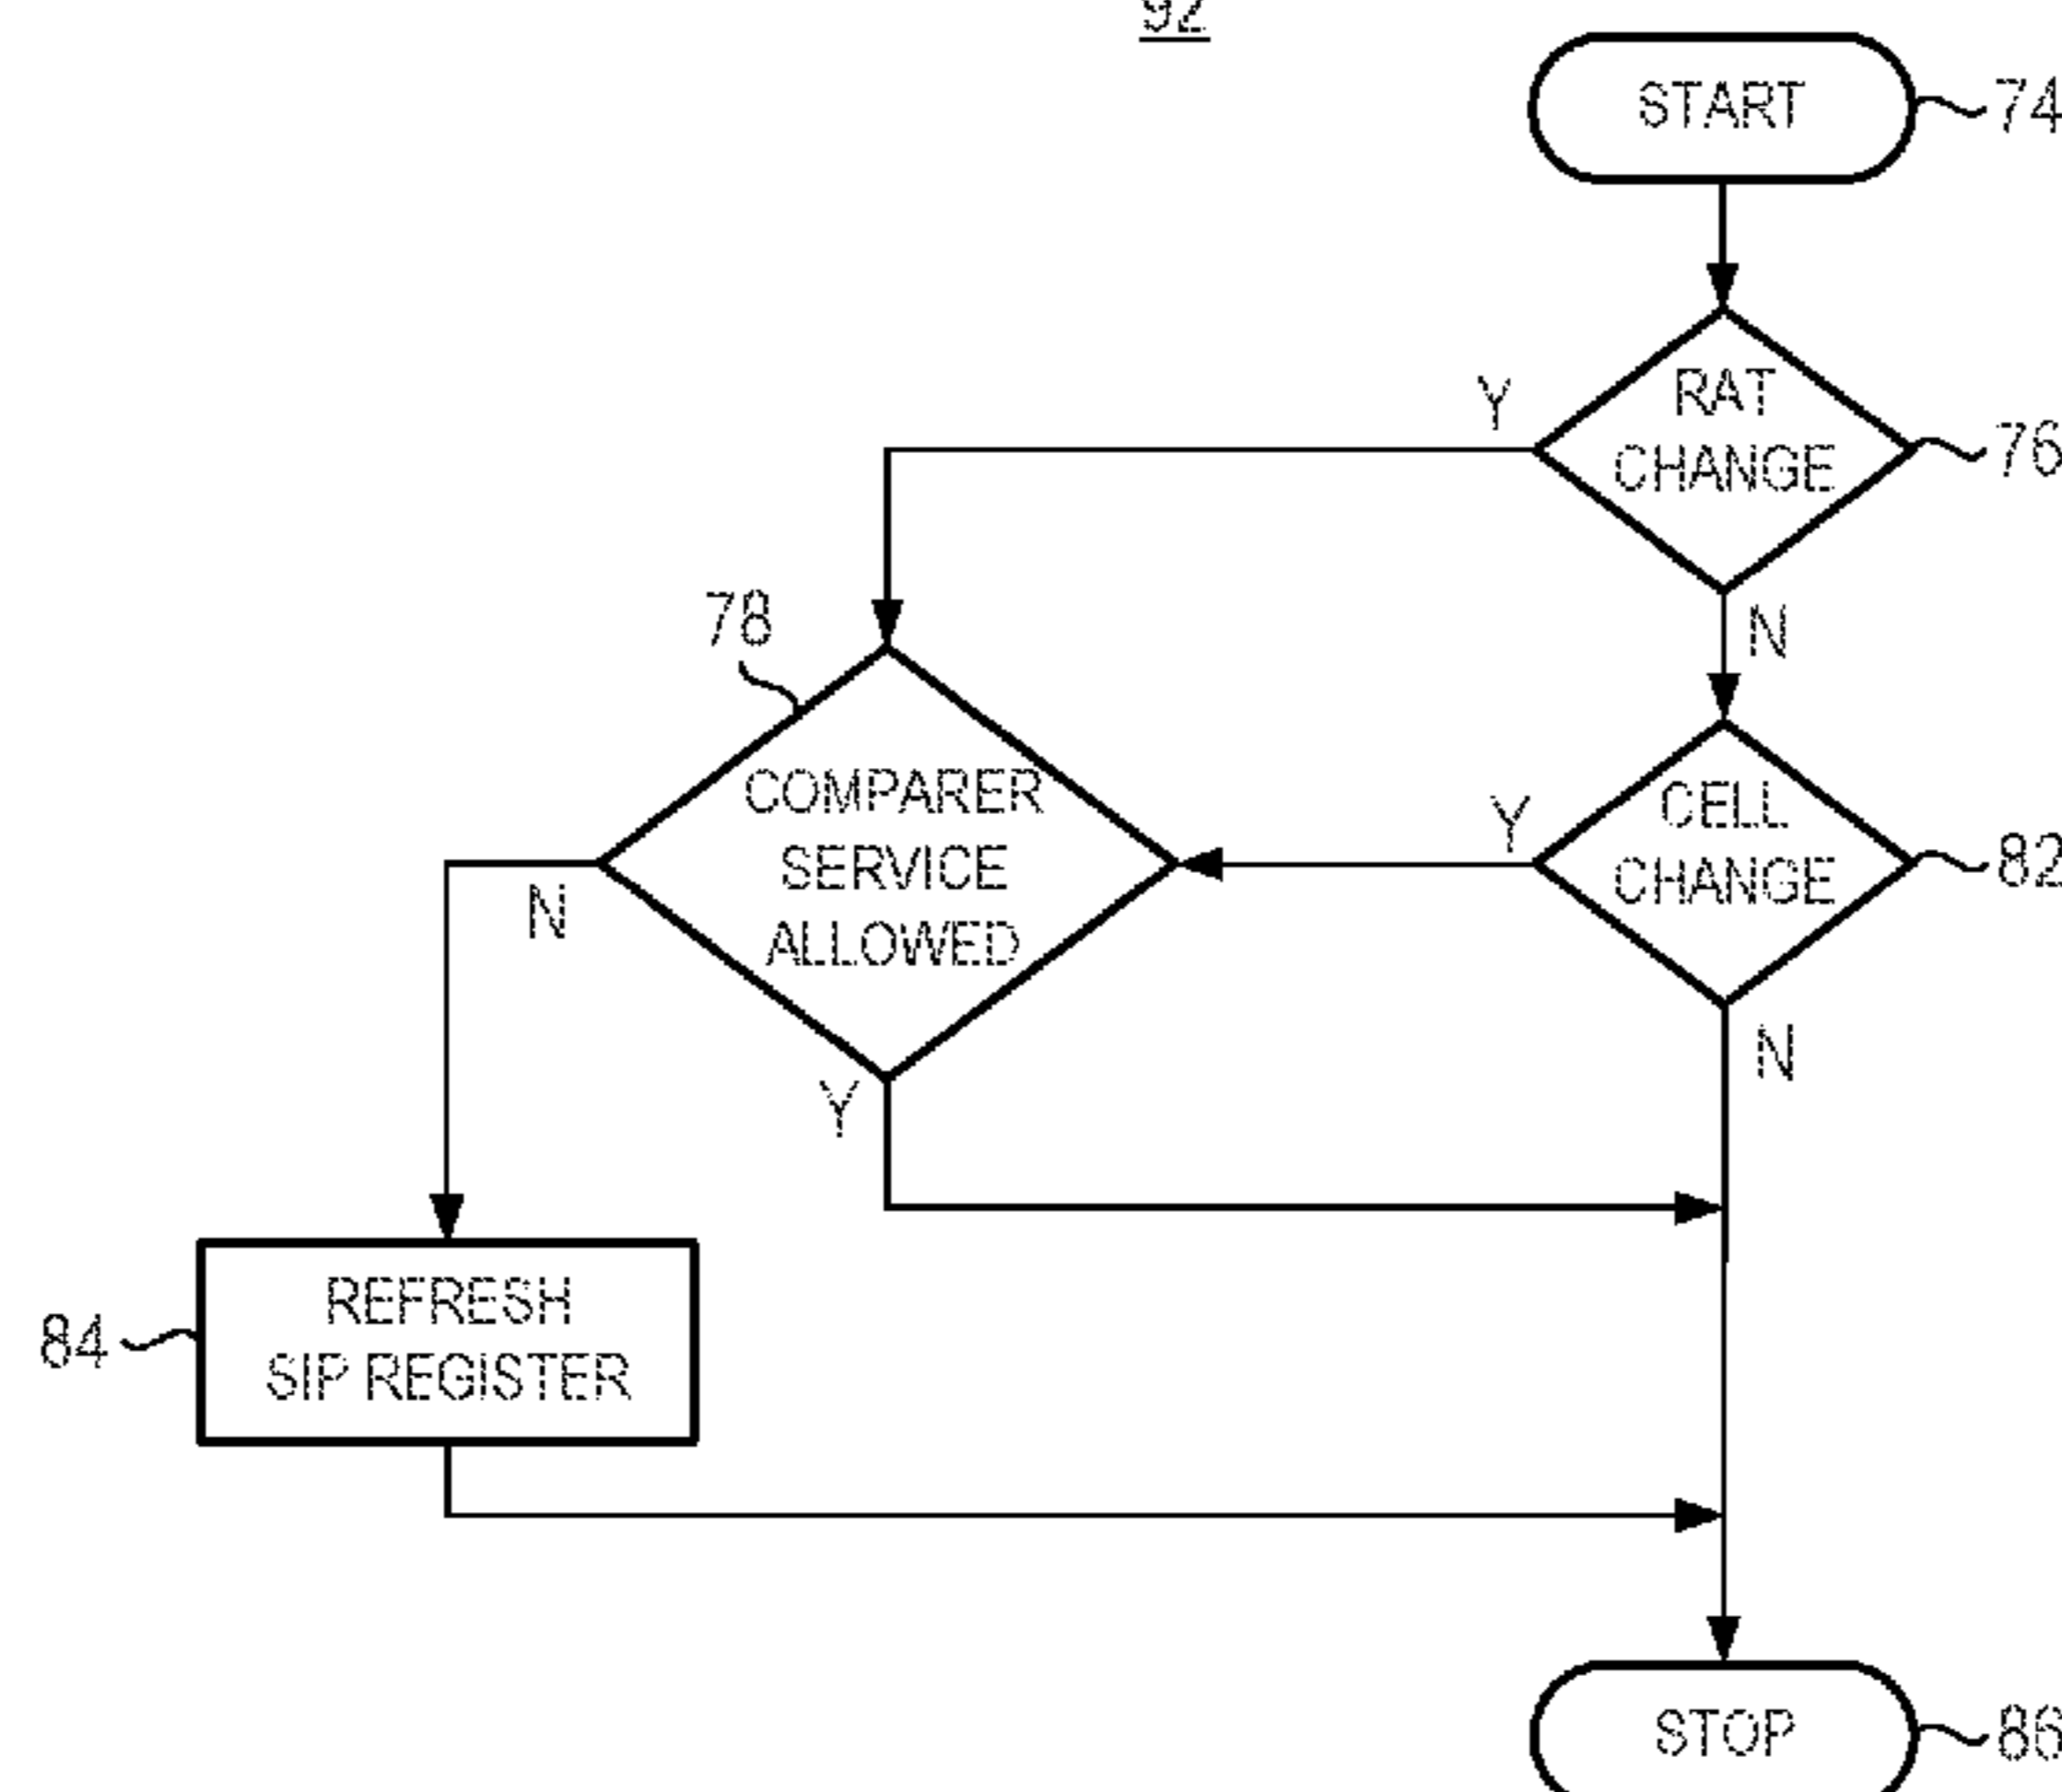 92
START
74
RAT
CHANGE
76
Y
N
78
COMPARER
SERVICE
ALLOWED
CELL
CHANGE
82
Y
N
N
Y
REFRESH
SIP REGISTER
84
STOP
86